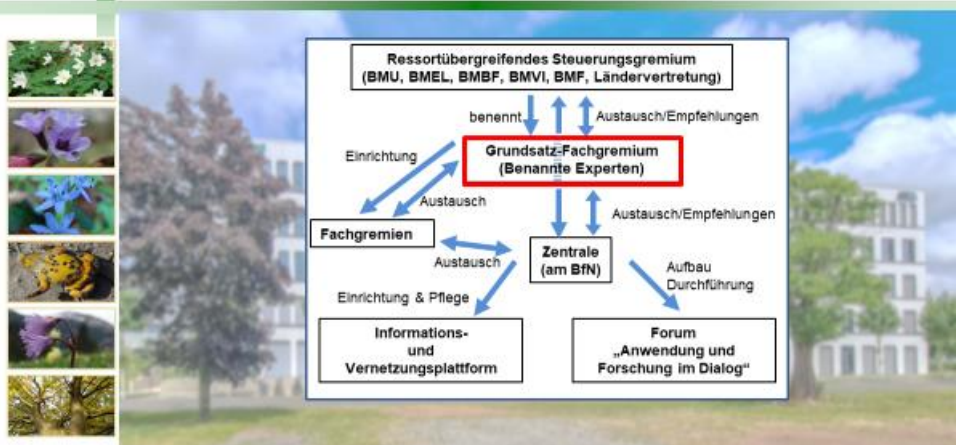 Ressortübergreifendes Steuerungsgremium
(BMU, BMEL, BMBF, BMVI, BMF, Ländervertretung)
benennt
Austausch/Empfehlungen
Grundsatz-Fachgremium
(Benannte Experten)
Einrichtung
Austausch
Austausch/Empfehlungen
Fachgremien
Zentrale
(am BfN)
Austausch
Aufbau
Durchführung
Einrichtung & Pflege
Informations-
und
Vernetzungsplattform
Forum
„Anwendung und
Forschung im Dialog“